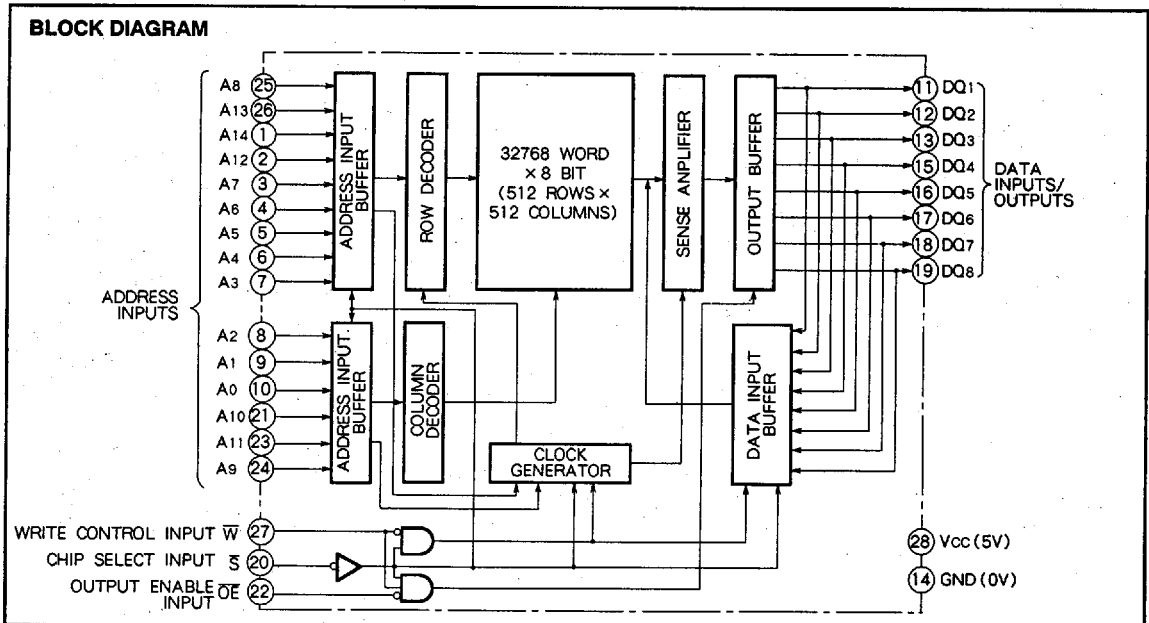 BLOCK DIAGRAM
ADDRESS INPUTS
A8 25
A13 26
A14 1
A12 2
A7 3
A6 4
A5 5
A4 6
A3 7
A2 8
A1 9
A0 10
A10 21
A11 23
A9 24
WRITE CONTROL INPUT W̅ 27
CHIP SELECT INPUT S̅ 20
OUTPUT ENABLE INPUT O̅E̅ 22
ADDRESS INPUT BUFFER
ROW DECODER
32768 WORD
× 8 BIT
(512 ROWS ×
512 COLUMNS)
SENSE ANPLIFIER
OUTPUT BUFFER
ADDRESS INPUT. BUFFER
COLUMN DECODER
CLOCK
GENERATOR
DATA INPUT BUFFER
11 DQ1
12 DQ2
13 DQ3
15 DQ4
16 DQ5
17 DQ6
18 DQ7
19 DQ8
DATA
INPUTS/
OUTPUTS
28 Vcc (5V)
14 GND (0V)